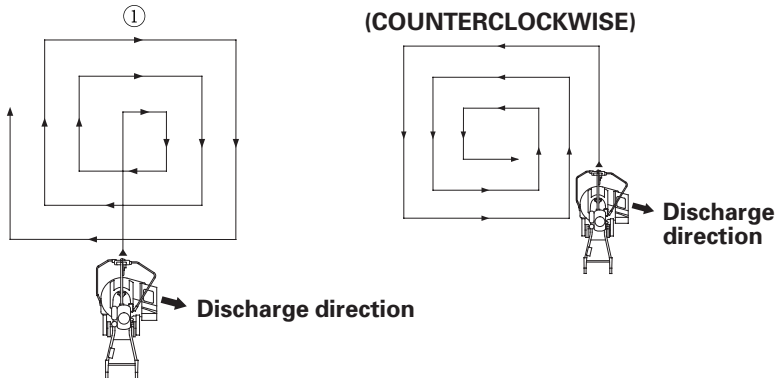 ①
(COUNTERCLOCKWISE)
Discharge direction
Discharge
direction